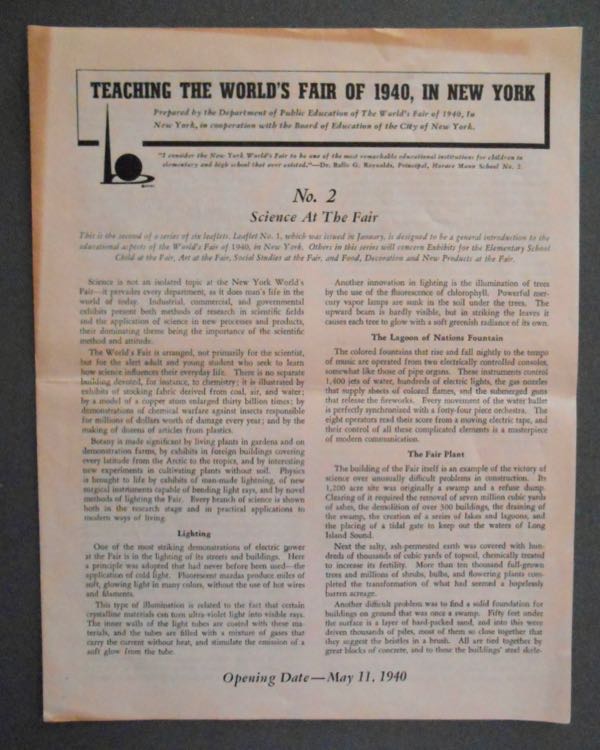 TEACHING THE WORLD'S FAIR OF 1940, IN NEW YORK
Prepared by the Department of Public Education of The World's Fair of 1940, In
New York, in cooperation with the Board of Education of the City of New York.
"I consider the New York World's Fair to be one of the most remarkable educational institutions for children in
elementary and high school that ever existed."—Dr. Rollo G. Reynolds, Principal, Horace Mann School No. 2.
No. 2
Science At The Fair
This is the second of a series of six leaflets. Leaflet No. 1, which was issued in January, is designed to be a general introduction to the
educational aspects of the World's Fair of 1940, in New York. Others in this series will concern Exhibits for the Elementary School
Child at the Fair, Art at the Fair, Social Studies at the Fair, and Food, Decoration and New Products at the Fair.
Science is not an isolated topic at the New York World's
Fair—it pervades every department, as it does man's life in the
world of today. Industrial, commercial, and governmental
exhibits present both methods of research in scientific fields
and the application of science in new processes and products,
their dominating theme being the importance of the scientific
method and attitude.
The World's Fair is arranged, not primarily for the scientist,
but for the alert adult and young student who seek to learn
how science influences their everyday life. There is no separate
building devoted, for instance, to chemistry; it is illustrated by
exhibits of stocking fabric derived from coal, air, and water;
by a model of a copper atom enlarged thirty billion times; by
demonstrations of chemical warfare against insects responsible
for millions of dollars worth of damage every year; and by the
making of dozens of articles from plastics.
Botany is made significant by living plants in gardens and on
demonstration farms, by exhibits in foreign buildings covering
every latitude from the Arctic to the tropics, and by interesting
new experiments in cultivating plants without soil. Physics
is brought to life by exhibits of man-made lightning, of new
surgical instruments capable of bending light rays, and by novel
methods of lighting the Fair. Every branch of science is shown
both in the research stage and in practical applications to
modern ways of living.
Lighting
One of the most striking demonstrations of electric power
at the Fair is in the lighting of its streets and buildings. Here
a principle was adopted that had never before been used—the
application of cold light. Fluorescent mazdas produce miles of
soft, glowing light in many colors, without the use of hot wires
and filaments.
This type of illumination is related to the fact that certain
crystalline materials can turn ultra-violet light into visible rays.
The inner walls of the light tubes are coated with these ma-
terials, and the tubes are filled with a mixture of gases that
carry the current without heat, and stimulate the emission of a
soft glow from the tube.
Another innovation in lighting is the illumination of trees
by the use of the fluorescence of chlorophyll. Powerful mer-
cury vapor lamps are sunk in the soil under the trees. The
upward beam is hardly visible, but in striking the leaves it
causes each tree to glow with a soft greenish radiance of its own.
The Lagoon of Nations Fountain
The colored fountains that rise and fall nightly to the tempo
of music are operated from two electrically controlled consoles,
somewhat like those of pipe organs. These instruments control
1,400 jets of water, hundreds of electric lights, the gas nozzles
that supply sheets of colored flames, and the submerged guns
that release the fireworks. Every movement of the water ballet
is perfectly synchronized with a forty-four piece orchestra. The
eight operators read their score from a moving electric tape, and
their control of all these complicated elements is a masterpiece
of modern communication.
The Fair Plant
The building of the Fair itself is an example of the victory of
science over unusually difficult problems in construction. Its
1,200 acre site was originally a swamp and a refuse dump.
Clearing of it required the removal of seven million cubic yards
of ashes, the demolition of over 300 buildings, the draining of
the swamp, the creation of a series of lakes and lagoons, and
the placing of a tidal gate to keep out the waters of Long
Island Sound.
Next the salty, ash-permeated earth was covered with hun-
dreds of thousands of cubic yards of topsoil, chemically treated
to increase its fertility. More than ten thousand full-grown
trees and millions of shrubs, bulbs, and flowering plants com-
pleted the transformation of what had seemed a hopelessly
barren acreage.
Another difficult problem was to find a solid foundation for
buildings on ground that was once a swamp. Fifty feet under
the surface is a layer of hard-packed sand, and into this were
driven thousands of piles, most of them so close together that
they suggest the bristles in a brush. All are tied together by
great blocks of concrete, and to these the buildings' steel skele-
Opening Date—May 11, 1940